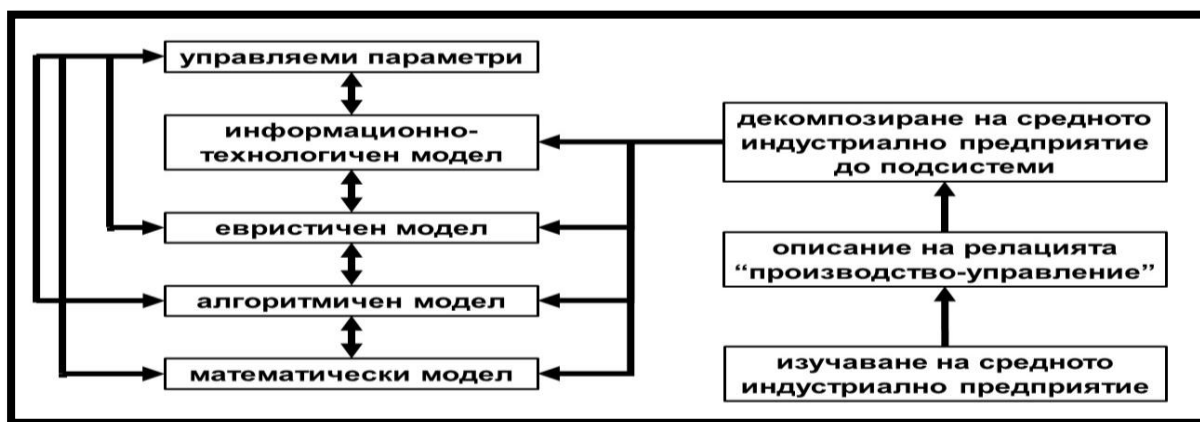 управляеми параметри
информационно-
технологичен модел
евристичен модел
алгоритмичен модел
математически модел
декомпозиране на средното
индустриално предприятие
до подсистеми
описание на релацията
“производство-управление”
изучаване на средното
индустриално предприятие